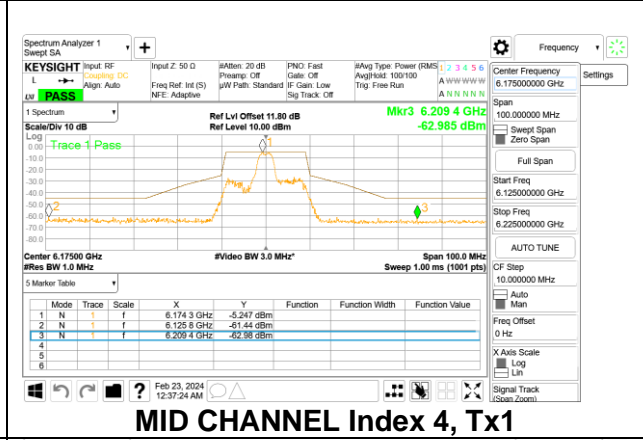 Spectrum Analyzer 1
Swept SA
+
Frequency
KEYSIGHT Input: RF Input Z: 50 Ω #Atten: 20 dB PNO: Fast #Avg Type: Power (RMS 1 2 3 4 5 6
L Coupling: DC Preamp: Off Gate: Off Avg|Hold: 100/100 A W W W W W
Align: Auto Freq Ref: Int (S) µW Path: Standard IF Gain: Low Trig: Free Run
LXI PASS NFE: Adaptive Sig Track: Off A N N N N N
1 Spectrum
Ref Lvl Offset 11.80 dB Mkr3 6.209 4 GHz
Scale/Div 10 dB Ref Level 10.00 dBm -62.985 dBm
Log
Trace 1 Pass
0.00
-10.0
-20.0
-30.0
-40.0
-50.0
-60.0
-70.0
-80.0
1
2
3
Center 6.17500 GHz #Video BW 3.0 MHz* Span 100.0 MHz
#Res BW 1.0 MHz Sweep 1.00 ms (1001 pts)
5 Marker Table
Mode Trace Scale X Y Function Function Width Function Value
1 N 1 f 6.174 3 GHz -5.247 dBm
2 N 1 f 6.125 8 GHz -61.44 dBm
3 N 1 f 6.209 4 GHz -62.98 dBm
4
5
6
?
Feb 23, 2024
12:37:24 AM
Center Frequency
6.175000000 GHz
Settings
Span
100.000000 MHz
Swept Span
Zero Span
Full Span
Start Freq
6.125000000 GHz
Stop Freq
6.225000000 GHz
AUTO TUNE
CF Step
10.000000 MHz
Auto
Man
Freq Offset
0 Hz
X Axis Scale
Log
Lin
Signal Track
(Span Zoom)
MID CHANNEL Index 4, Tx1